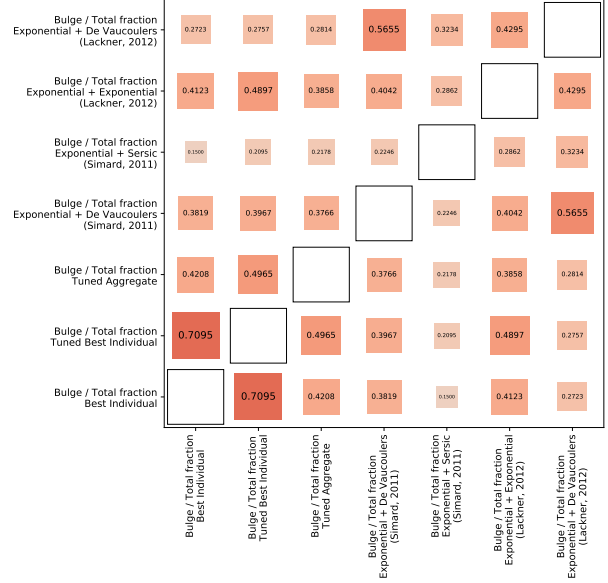 Bulge / Total fraction
Exponential + De Vaucoulers
(Lackner, 2012)
0.2723 0.2757 0.2814 0.5655 0.3234 0.4295
Bulge / Total fraction
Exponential + Exponential
(Lackner, 2012)
0.4123 0.4897 0.3858 0.4042 0.2862 0.4295
Bulge / Total fraction
Exponential + Sersic
(Simard, 2011)
0.1500 0.2095 0.2178 0.2246 0.2862 0.3234
Bulge / Total fraction
Exponential + De Vaucoulers
(Simard, 2011)
0.3819 0.3967 0.3766 0.2246 0.4042 0.5655
Bulge / Total fraction
Tuned Aggregate
0.4208 0.4965 0.3766 0.2178 0.3858 0.2814
Bulge / Total fraction
Tuned Best Individual
0.7095 0.4965 0.3967 0.2095 0.4897 0.2757
Bulge / Total fraction
Best Individual
0.7095 0.4208 0.3819 0.1500 0.4123 0.2723
Bulge / Total fraction
Best Individual
Bulge / Total fraction
Tuned Best Individual
Bulge / Total fraction
Tuned Aggregate
Bulge / Total fraction
Exponential + De Vaucoulers
(Simard, 2011)
Bulge / Total fraction
Exponential + Sersic
(Simard, 2011)
Bulge / Total fraction
Exponential + Exponential
(Lackner, 2012)
Bulge / Total fraction
Exponential + De Vaucoulers
(Lackner, 2012)